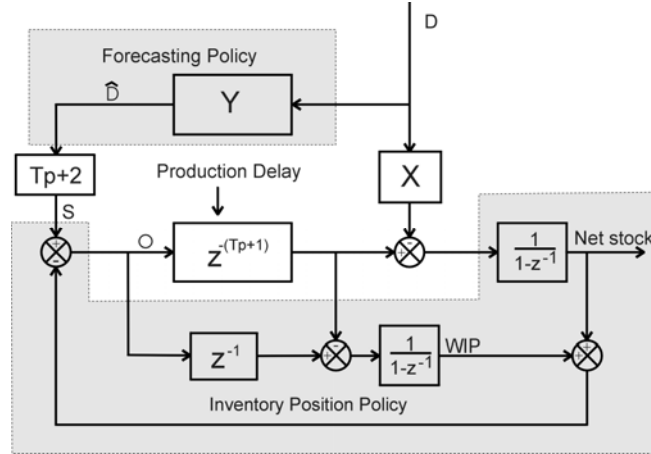 D
Forecasting Policy
D̂
Y
Tp+2
Production Delay
X
S
+
-
O
z^-(Tp+1)
+
-
1
1-z^-1
Net stock
z^-1
+
-
1
1-z^-1
WIP
+
+
Inventory Position Policy